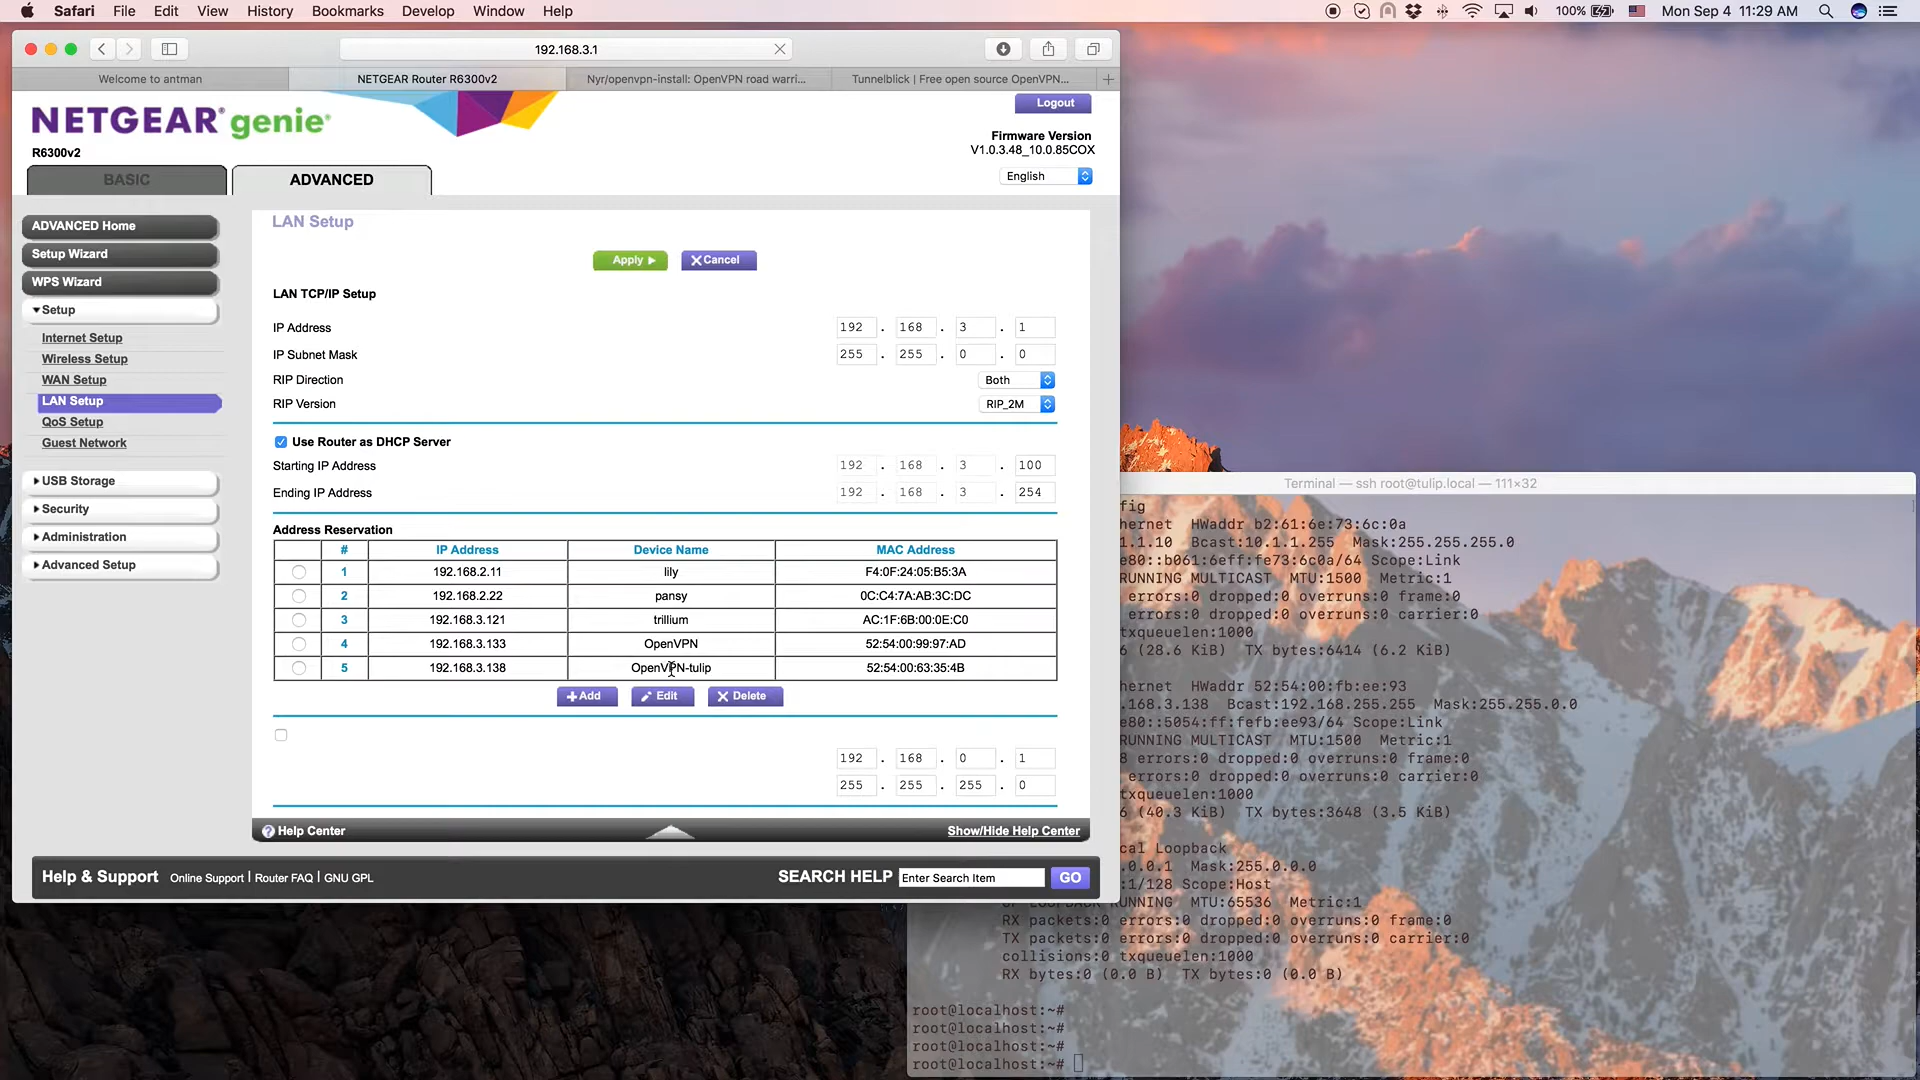 Safari File Edit View History Bookmarks Develop Window Help
100% Mon Sep 4 11:29 AM
192.168.3.1
Welcome to antman
NETGEAR Router R6300v2
Nyr/openvpn-install: OpenVPN road warri...
Tunnelblick | Free open source OpenVPN...
NETGEAR® genie®
R6300v2
Logout
Firmware Version
V1.0.3.48_10.0.85COX
English
BASIC
ADVANCED
ADVANCED Home
Setup Wizard
WPS Wizard
Setup
Internet Setup
Wireless Setup
WAN Setup
LAN Setup
QoS Setup
Guest Network
USB Storage
Security
Administration
Advanced Setup
LAN Setup
Apply
Cancel
LAN TCP/IP Setup
IP Address 192 . 168 . 3 . 1
IP Subnet Mask 255 . 255 . 0 . 0
RIP Direction Both
RIP Version RIP_2M
Use Router as DHCP Server
Starting IP Address 192 . 168 . 3 . 100
Ending IP Address 192 . 168 . 3 . 254
Address Reservation
# IP Address Device Name MAC Address
1 192.168.2.11 lily F4:0F:24:05:B5:3A
2 192.168.2.22 pansy 0C:C4:7A:AB:3C:DC
3 192.168.3.121 trillium AC:1F:6B:00:0E:C0
4 192.168.3.133 OpenVPN 52:54:00:99:97:AD
5 192.168.3.138 OpenVPN-tulip 52:54:00:63:35:4B
Add Edit Delete
192 . 168 . 0 . 1
255 . 255 . 255 . 0
Help Center
Show/Hide Help Center
Help & Support Online Support | Router FAQ | GNU GPL
SEARCH HELP Enter Search Item GO
Terminal — ssh root@tulip.local — 111×32
fig
hernet HWaddr b2:61:6e:73:6c:0a
.1.1.10 Bcast:10.1.1.255 Mask:255.255.255.0
e80::b061:6eff:fe73:6c0a/64 Scope:Link
RUNNING MULTICAST MTU:1500 Metric:1
errors:0 dropped:0 overruns:0 frame:0
errors:0 dropped:0 overruns:0 carrier:0
txqueuelen:1000
6 (28.6 KiB) TX bytes:6414 (6.2 KiB)
hernet HWaddr 52:54:00:fb:ee:93
.168.3.138 Bcast:192.168.255.255 Mask:255.255.0.0
e80::5054:ff:fefb:ee93/64 Scope:Link
RUNNING MULTICAST MTU:1500 Metric:1
8 errors:0 dropped:0 overruns:0 frame:0
errors:0 dropped:0 overruns:0 carrier:0
txqueuelen:1000
6 (40.3 KiB) TX bytes:3648 (3.5 KiB)
cal Loopback
.0.0.1 Mask:255.0.0.0
:1/128 Scope:Host
UP LOOPBACK RUNNING MTU:65536 Metric:1
RX packets:0 errors:0 dropped:0 overruns:0 frame:0
TX packets:0 errors:0 dropped:0 overruns:0 carrier:0
collisions:0 txqueuelen:1000
RX bytes:0 (0.0 B) TX bytes:0 (0.0 B)
root@localhost:~#
root@localhost:~#
root@localhost:~#
root@localhost:~#